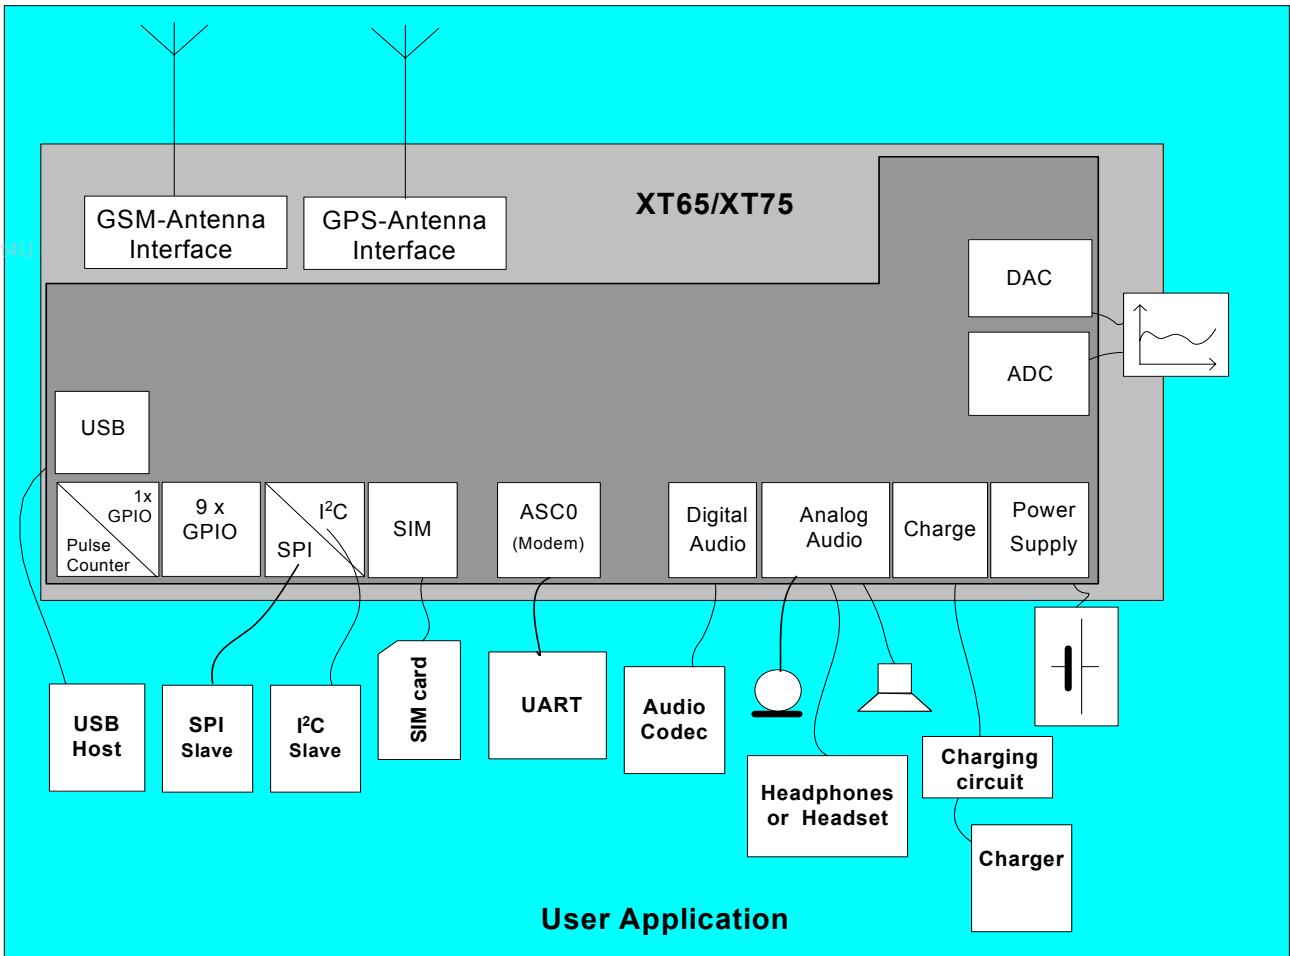 XT65/XT75
GSM-Antenna
Interface
GPS-Antenna
Interface
t4U
DAC
ADC
USB
1x
GPIO
Pulse
Counter
9 x
GPIO
I²C
SPI
SIM
ASC0
(Modem)
Digital
Audio
Analog
Audio
Charge
Power
Supply
USB
Host
SPI
Slave
I²C
Slave
SIM card
UART
Audio
Codec
Headphones
or Headset
Charging
circuit
Charger
User Application